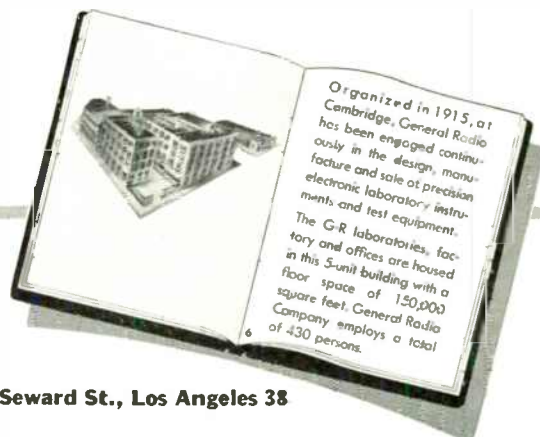 Organized in 1915, at
Cambridge, General Radio
has been engaged continu-
ously in the design, manu-
facture and sale of precision
electronic laboratory instru-
ments and test equipment.
The G-R laboratories, fac-
tory and offices are housed
in this 5-unit building with a
floor space of 150,000
square feet. General Radio
Company employs a total
of 430 persons.
6
Seward St., Los Angeles 38